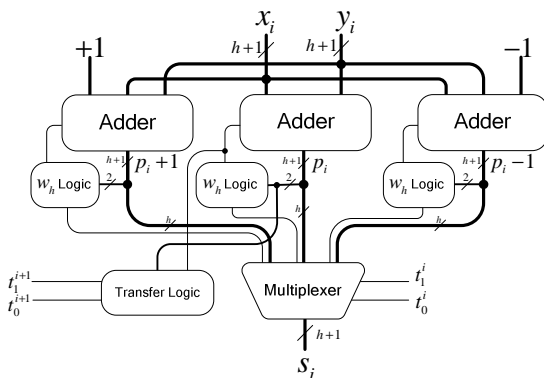 x_i y_i
+1 h+1 h+1 −1
Adder Adder Adder
h+1 p_i+1 h+1 p_i h+1 p_i−1
w_h Logic 2 w_h Logic 2 w_h Logic 2
h h h
t_1^{i+1} Transfer Logic Multiplexer t_1^i
t_0^{i+1} t_0^i
h+1
s_i